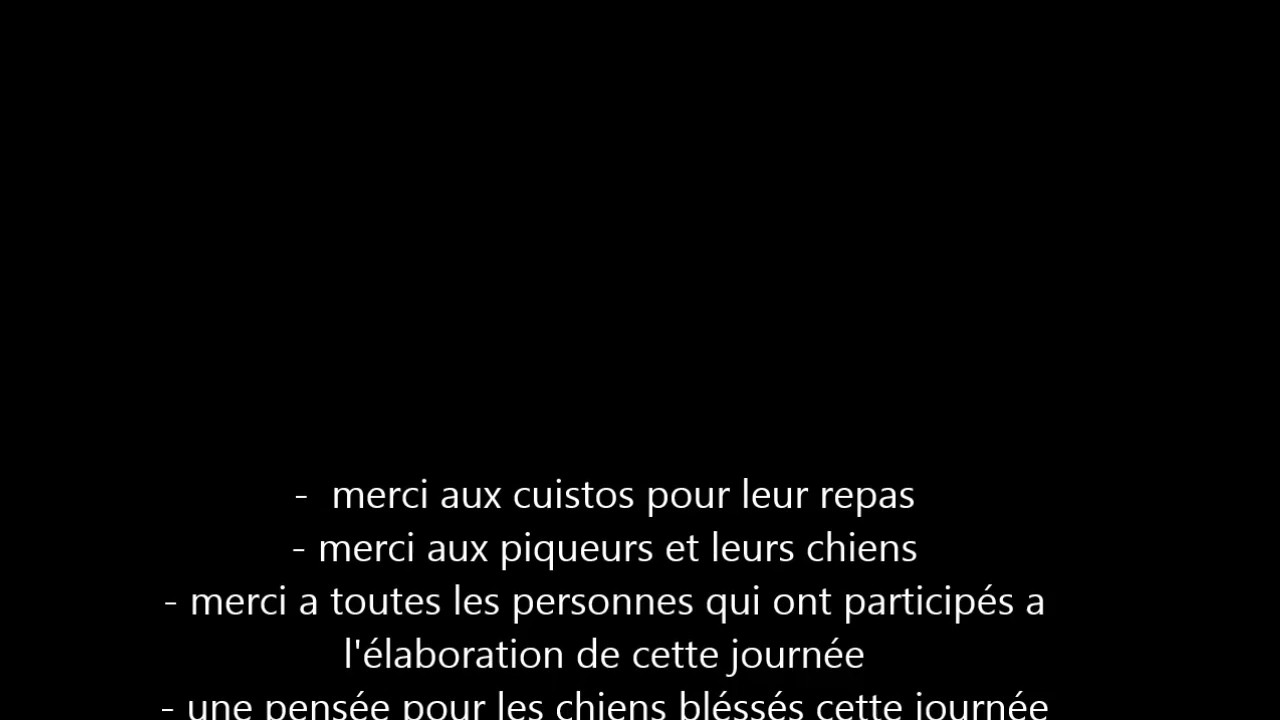 - merci aux cuistos pour leur repas
- merci aux piqueurs et leurs chiens
- merci a toutes les personnes qui ont participés a
l'élaboration de cette journée
- une pensée pour les chiens bléssés cette journée